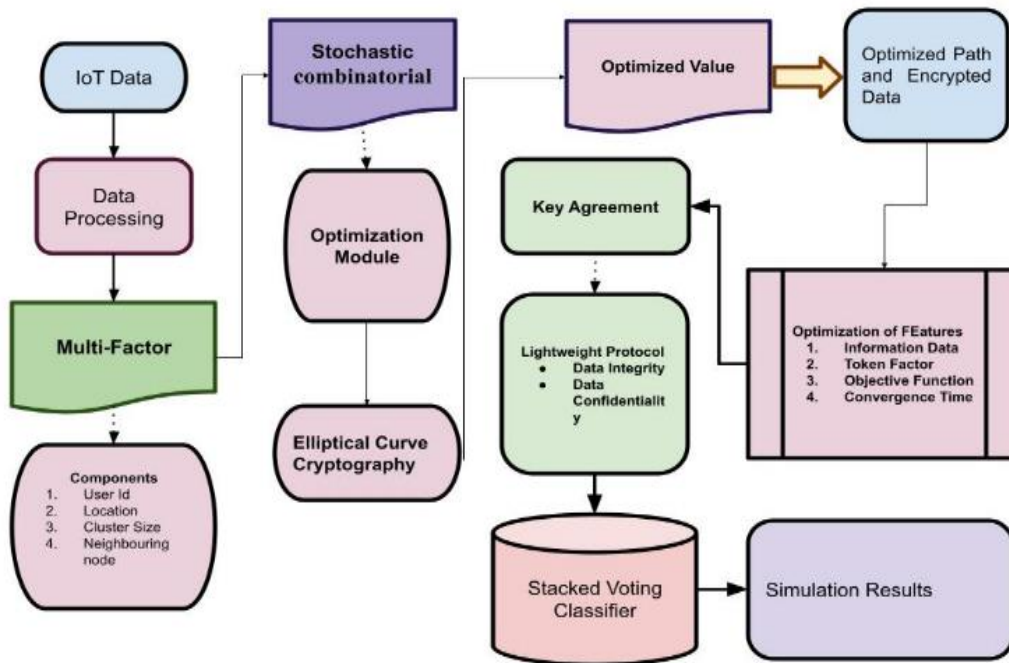 IoT Data
Data
Processing
Multi-Factor
Components
1. User Id
2. Location
3. Cluster Size
4. Neighbouring
node
Stochastic
combinatorial
Optimization
Module
Elliptical Curve
Cryptography
Optimized Value
Optimized Path
and Encrypted
Data
Optimization of FEatures
1. Information Data
2. Token Factor
3. Objective Function
4. Convergence Time
Key Agreement
Lightweight Protocol
● Data Integrity
● Data
Confidentialit
y
Stacked Voting
Classifier
Simulation Results